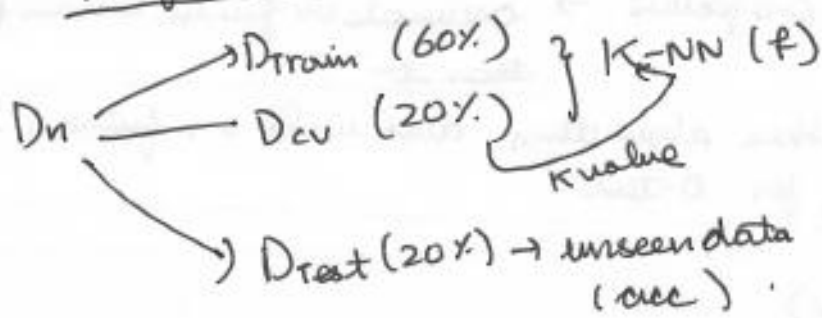 DTrain (60%.) } K-NN (f)
Dn
Dcv (20%)
K value
DTest (20%) → unseen data
(acc).